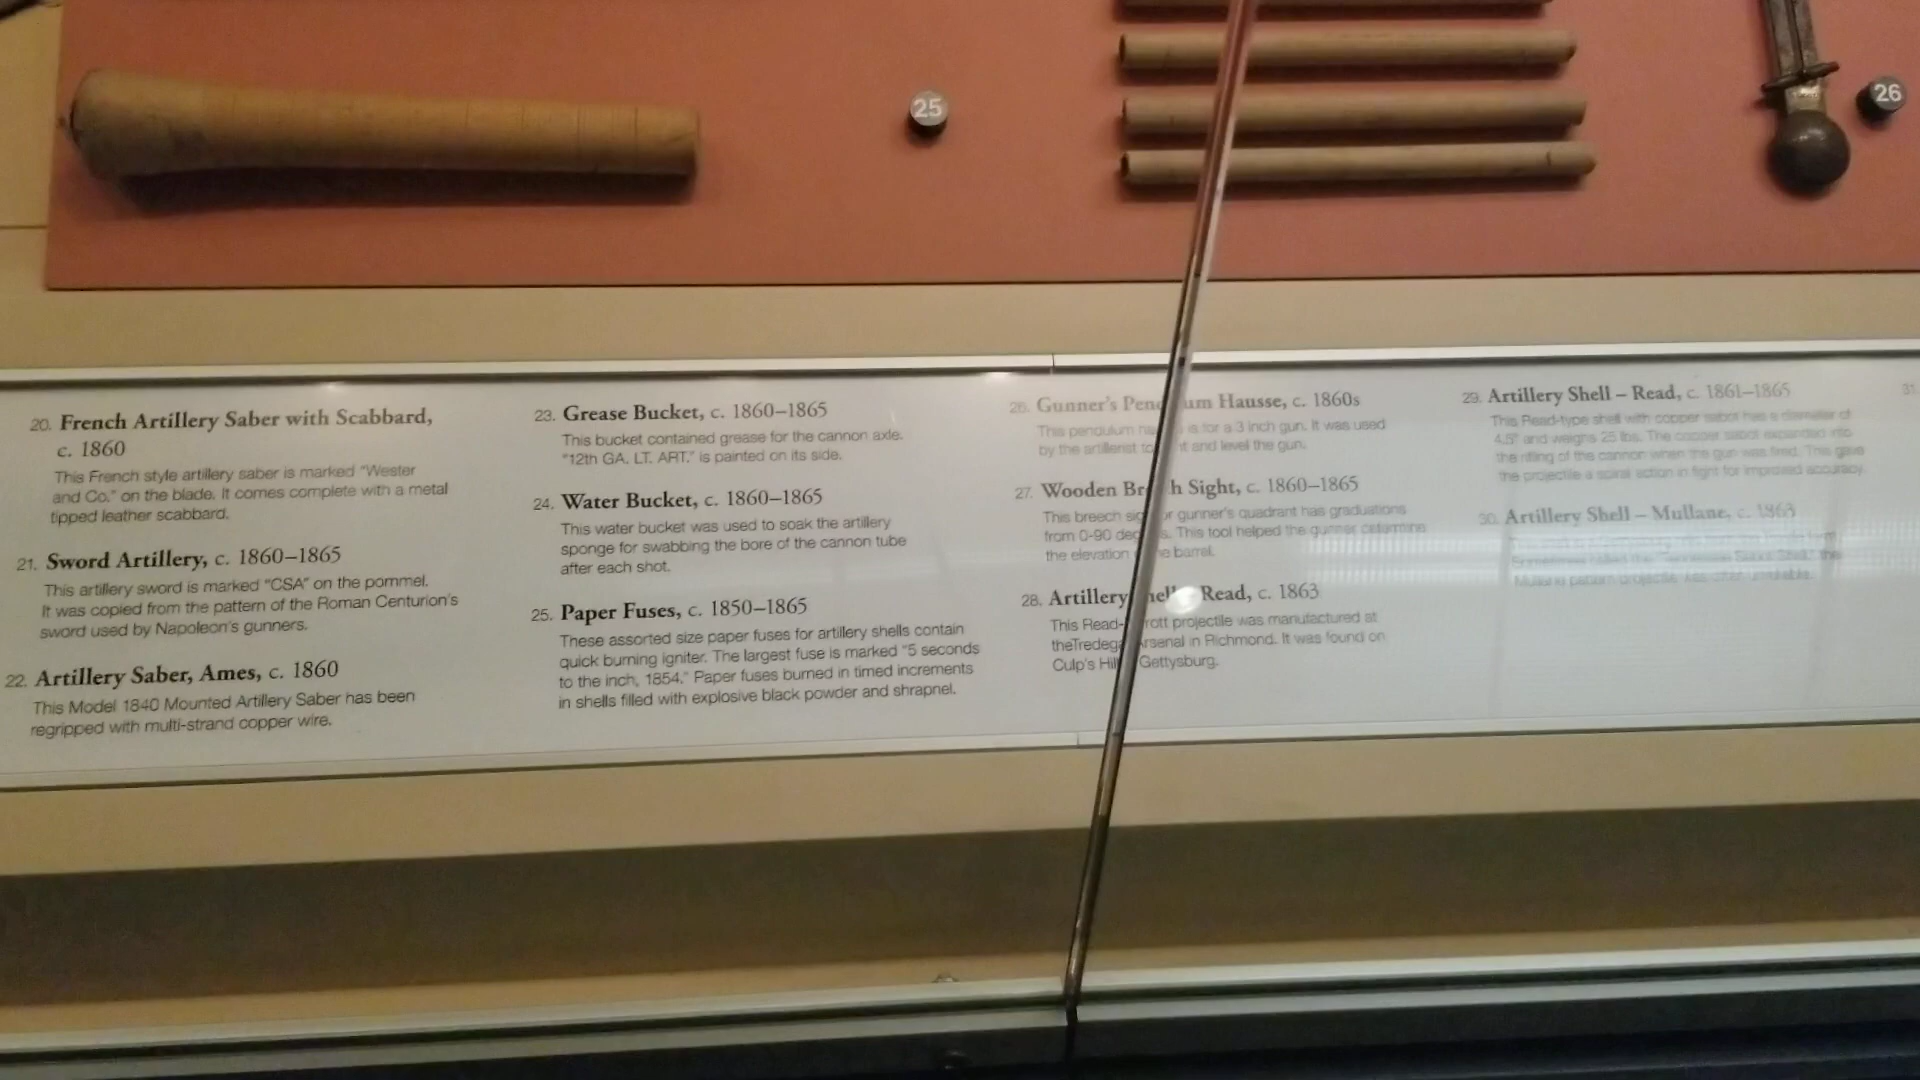 25
26
20. French Artillery Saber with Scabbard,
c. 1860
This French style artillery saber is marked "Wester
and Co." on the blade. It comes complete with a metal
tipped leather scabbard.
21. Sword Artillery, c. 1860–1865
This artillery sword is marked "CSA" on the pommel.
It was copied from the pattern of the Roman Centurion's
sword used by Napoleon's gunners.
22. Artillery Saber, Ames, c. 1860
This Model 1840 Mounted Artillery Saber has been
regripped with multi-strand copper wire.
23. Grease Bucket, c. 1860–1865
This bucket contained grease for the cannon axle.
"12th GA. LT. ART." is painted on its side.
24. Water Bucket, c. 1860–1865
This water bucket was used to soak the artillery
sponge for swabbing the bore of the cannon tube
after each shot.
25. Paper Fuses, c. 1850–1865
These assorted size paper fuses for artillery shells contain
quick burning igniter. The largest fuse is marked "5 seconds
to the inch, 1854." Paper fuses burned in timed increments
in shells filled with explosive black powder and shrapnel.
26. Gunner's Pen um Hausse, c. 1860s
This pendulum is for a 3 inch gun. It was used
by the artillerist and level the gun.
27. Wooden Br h Sight, c. 1860–1865
This breech or gunner's quadrant has graduations
from 0-90 This tool helped the gunner determine
the elevation barrel.
28. Artillery Read, c. 1863
This Read- projectile was manufactured at
theTredeg rsenal in Richmond. It was found on
Culp's Hill Gettysburg.
29. Artillery Shell – Read, c. 1861–1865
This Read-type shell with copper sabot has a diameter of
4.5" and weighs 25 lbs. The copper sabot expanded into
the rifling of the cannon when the gun was fired. This gave
the projectile a spiral action in flight for improved accuracy.
30. Artillery Shell – Mullane, c. 1863
Sometimes called the the
Mullane pattern projectile was often unreliable.
31.